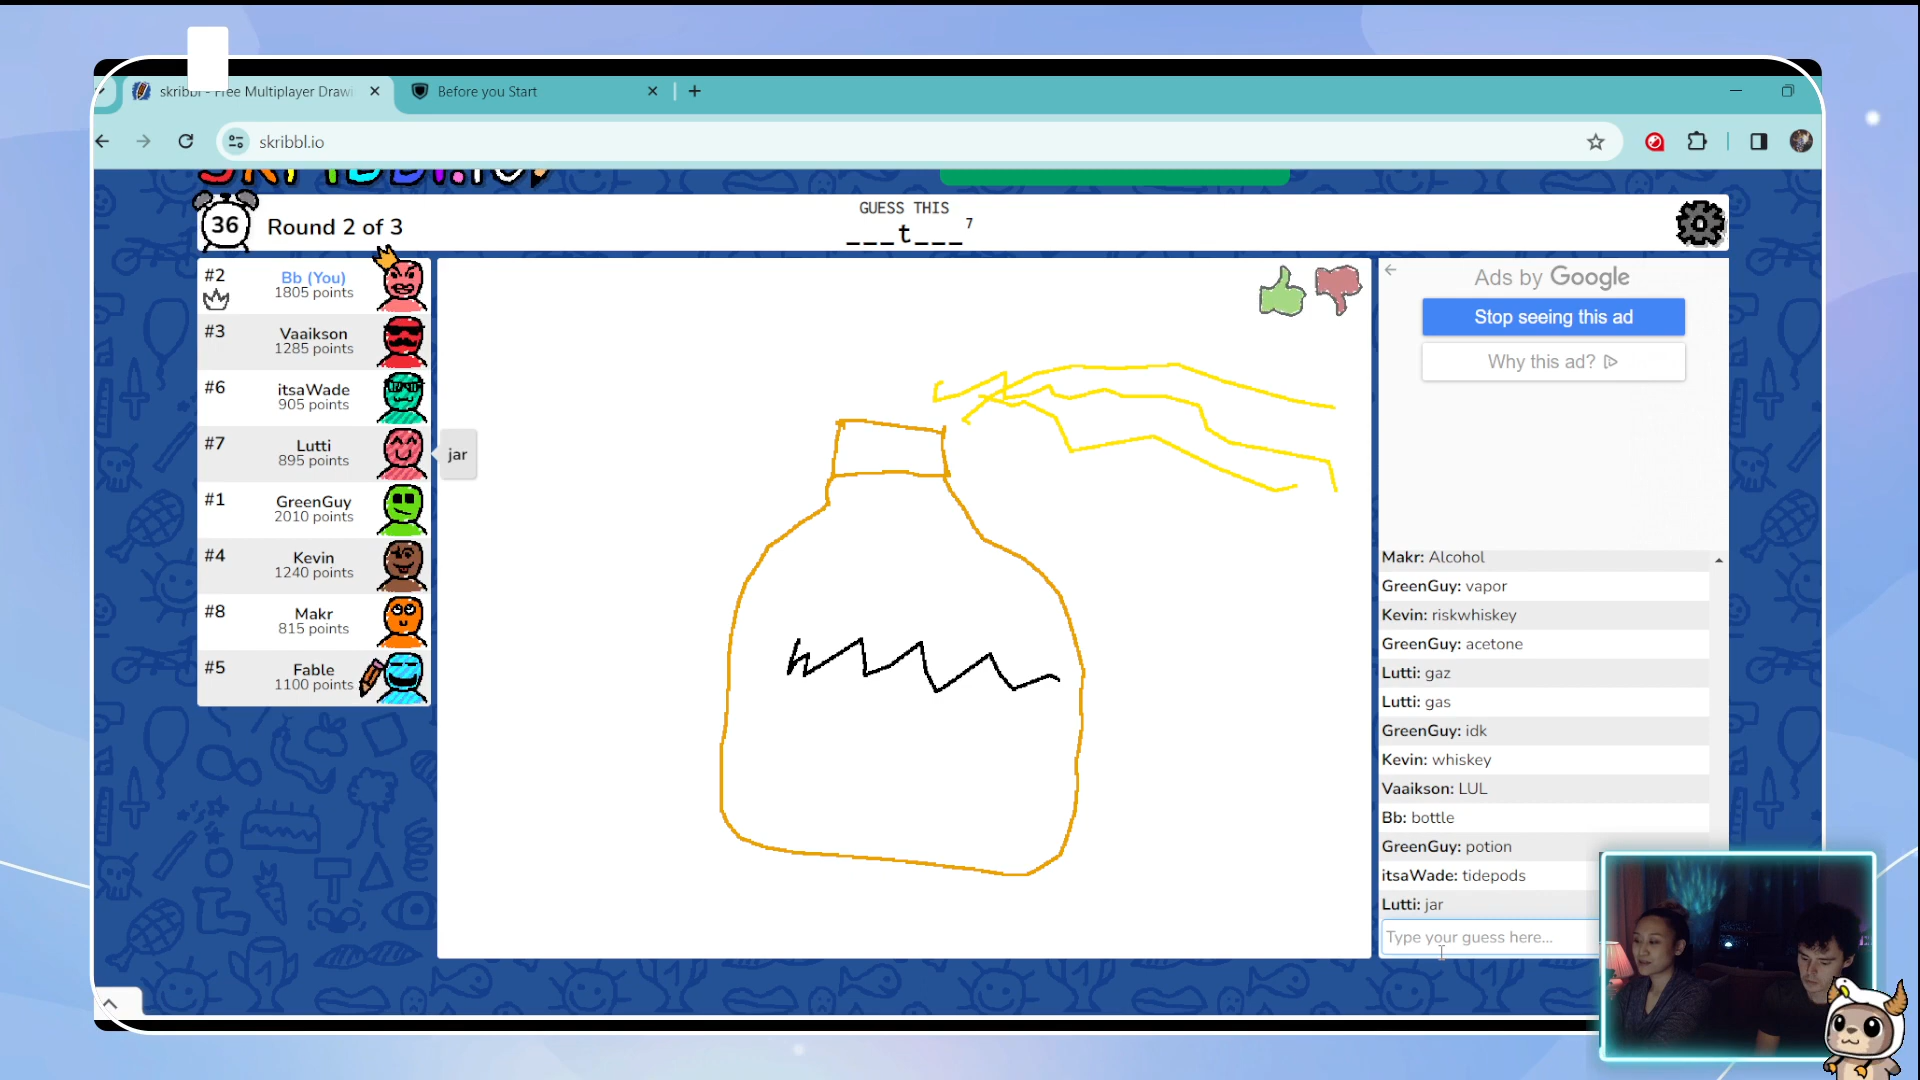 skribbl - Free Multiplayer Drawi
Before you Start
skribbl.io
36
Round 2 of 3
GUESS THIS
___t___ 7
#2
Bb (You)
1805 points
#3
Vaaikson
1285 points
#6
itsaWade
905 points
#7
Lutti
895 points
jar
#1
GreenGuy
2010 points
#4
Kevin
1240 points
#8
Makr
815 points
#5
Fable
1100 points
Ads by Google
Stop seeing this ad
Why this ad?
Makr: Alcohol
GreenGuy: vapor
Kevin: riskwhiskey
GreenGuy: acetone
Lutti: gaz
Lutti: gas
GreenGuy: idk
Kevin: whiskey
Vaaikson: LUL
Bb: bottle
GreenGuy: potion
itsaWade: tidepods
Lutti: jar
Type your guess here...